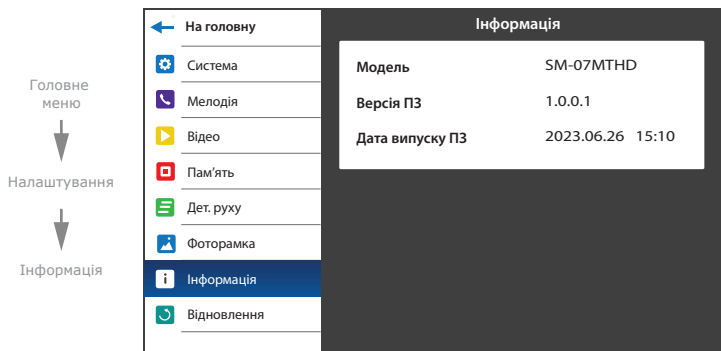 Головне
меню
Налаштування
Інформація
На головну
Система
Мелодія
Відео
Пам'ять
Дет. руху
Фоторамка
Інформація
Відновлення
Інформація
Модель SM-07MTHD
Версія ПЗ 1.0.0.1
Дата випуску ПЗ 2023.06.26 15:10